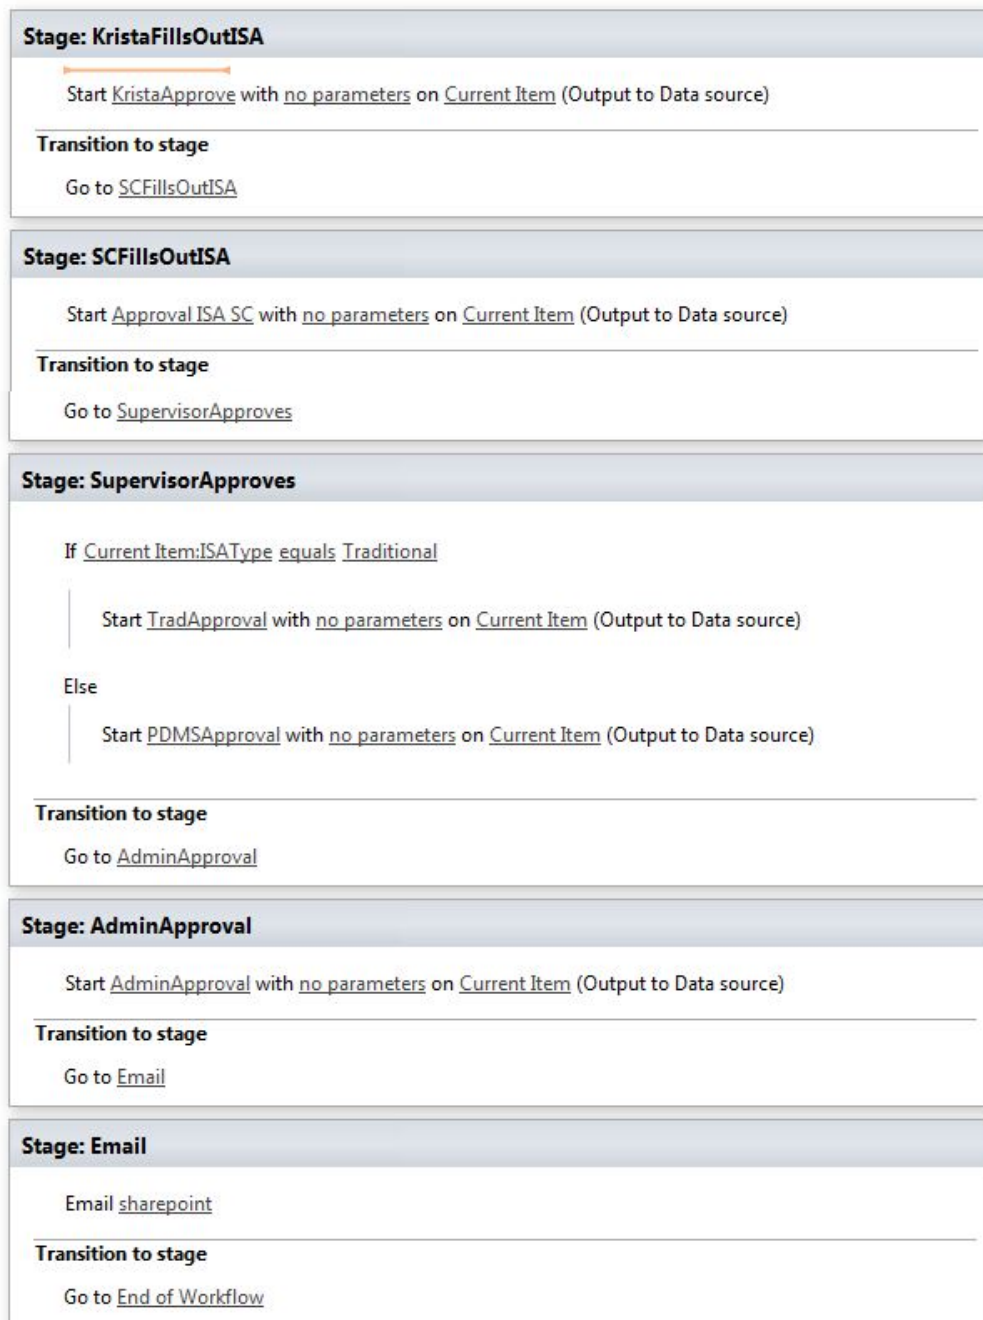 Stage: KristaFillsOutISA
Start KristaApprove with no parameters on Current Item (Output to Data source)
Transition to stage
Go to SCFillsOutISA
Stage: SCFillsOutISA
Start Approval ISA SC with no parameters on Current Item (Output to Data source)
Transition to stage
Go to SupervisorApproves
Stage: SupervisorApproves
If Current Item:ISAType equals Traditional
Start TradApproval with no parameters on Current Item (Output to Data source)
Else
Start PDMSApproval with no parameters on Current Item (Output to Data source)
Transition to stage
Go to AdminApproval
Stage: AdminApproval
Start AdminApproval with no parameters on Current Item (Output to Data source)
Transition to stage
Go to Email
Stage: Email
Email sharepoint
Transition to stage
Go to End of Workflow